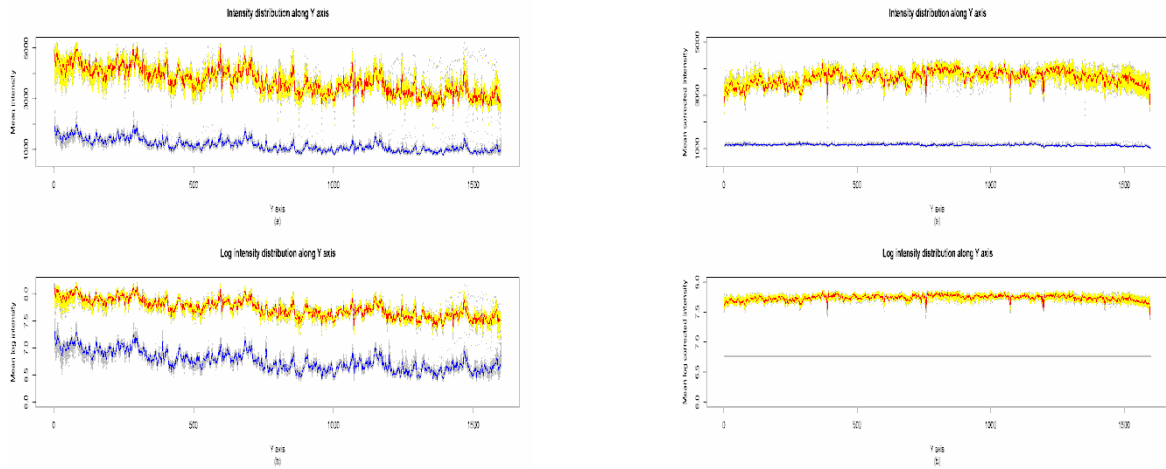 Intensity distribution along Y axis
Mean intensity
5000
3000
1000
0
500
1000
1500
Y axis
(a)
Log intensity distribution along Y axis
Mean log intensity
8.0
7.5
7.0
6.5
6.0
0
500
1000
1500
Y axis
(b)
Intensity distribution along Y axis
Mean corrected intensity
5000
3000
1000
0
500
1000
1500
Y axis
(a)
Log intensity distribution along Y axis
Mean log corrected intensity
8.0
7.5
7.0
6.5
6.0
0
500
1000
1500
Y axis
(b)